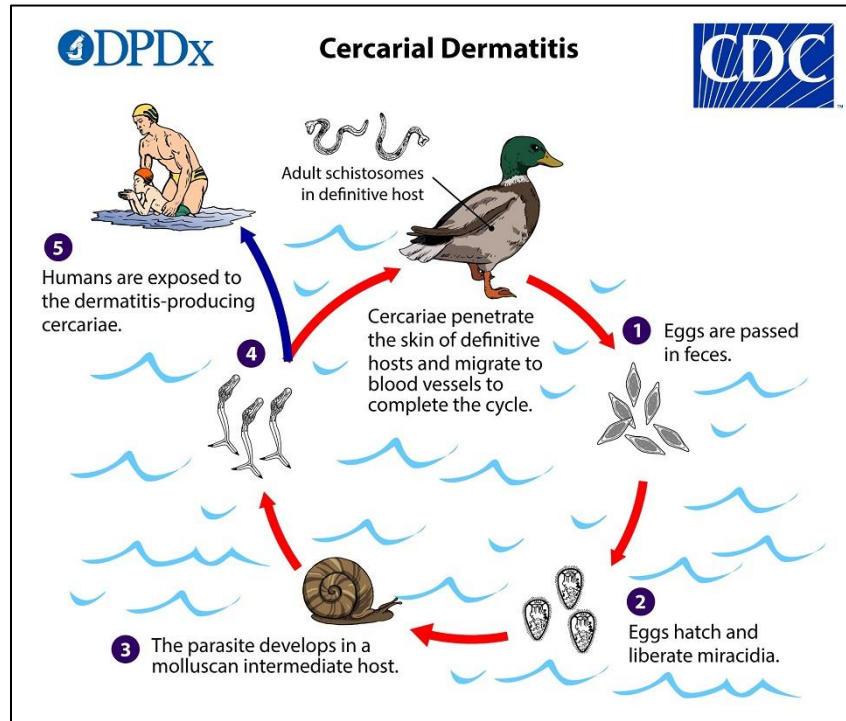 DPDx
Cercarial Dermatitis
CDC
TM
Adult schistosomes
in definitive host
5
Humans are exposed to
the dermatitis-producing
cercariae.
4
Cercariae penetrate
the skin of definitive
hosts and migrate to
blood vessels to
complete the cycle.
1
Eggs are passed
in feces.
2
Eggs hatch and
liberate miracidia.
3
The parasite develops in a
molluscan intermediate host.